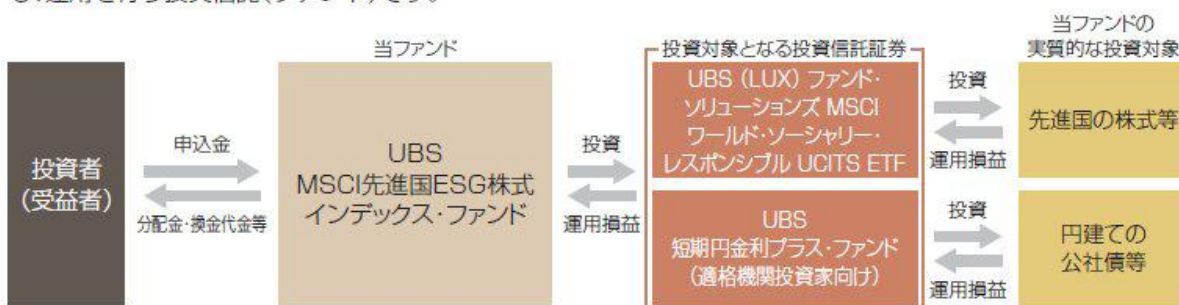 当ファンド
投資対象となる投資信託証券
当ファンドの
実質的な投資対象
投資者
(受益者)
申込金
分配金・換金代金等
UBS
MSCI先進国ESG株式
インデックス・ファンド
投資
運用損益
UBS (LUX) ファンド・
ソリューションズ MSCI
ワールド・ソーシャリー・
レスポンシブル UCITS ETF
投資
運用損益
先進国の株式等
UBS
短期円金利プラス・ファンド
(適格機関投資家向け)
投資
運用損益
円建ての
公社債等